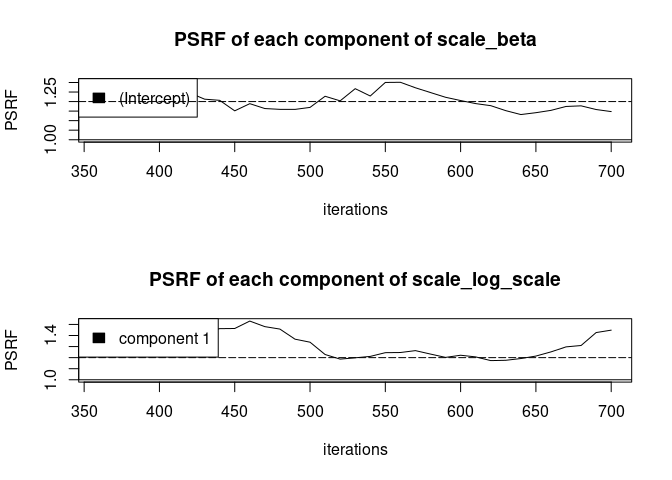 PSRF of each component of scale_beta
PSRF
1.00 1.25
(Intercept)
350 400 450 500 550 600 650 700
iterations
PSRF of each component of scale_log_scale
PSRF
1.0 1.4
component 1
350 400 450 500 550 600 650 700
iterations